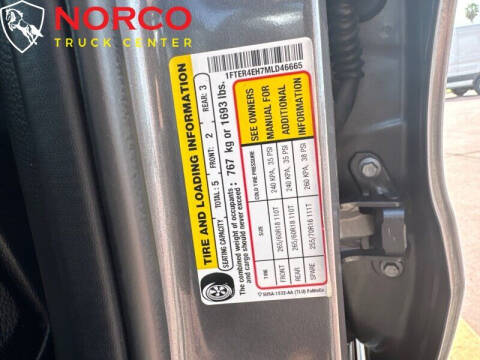 NORCO
TRUCK CENTER
1FTER4EH7MLD46665
TIRE AND LOADING INFORMATION
SEATING CAPACITY TOTAL: 5 FRONT: 2 REAR: 3
The combined weight of occupants and cargo should never exceed: 767 kg or 1693 lbs.
TIRE SIZE COLD TIRE PRESSURE
FRONT 265/60R18 110T 240 KPA, 35 PSI
REAR 265/60R18 110T 240 KPA, 35 PSI
SPARE 255/70R16 111T 260 KPA, 38 PSI
SEE OWNERS
MANUAL FOR
ADDITIONAL
INFORMATION